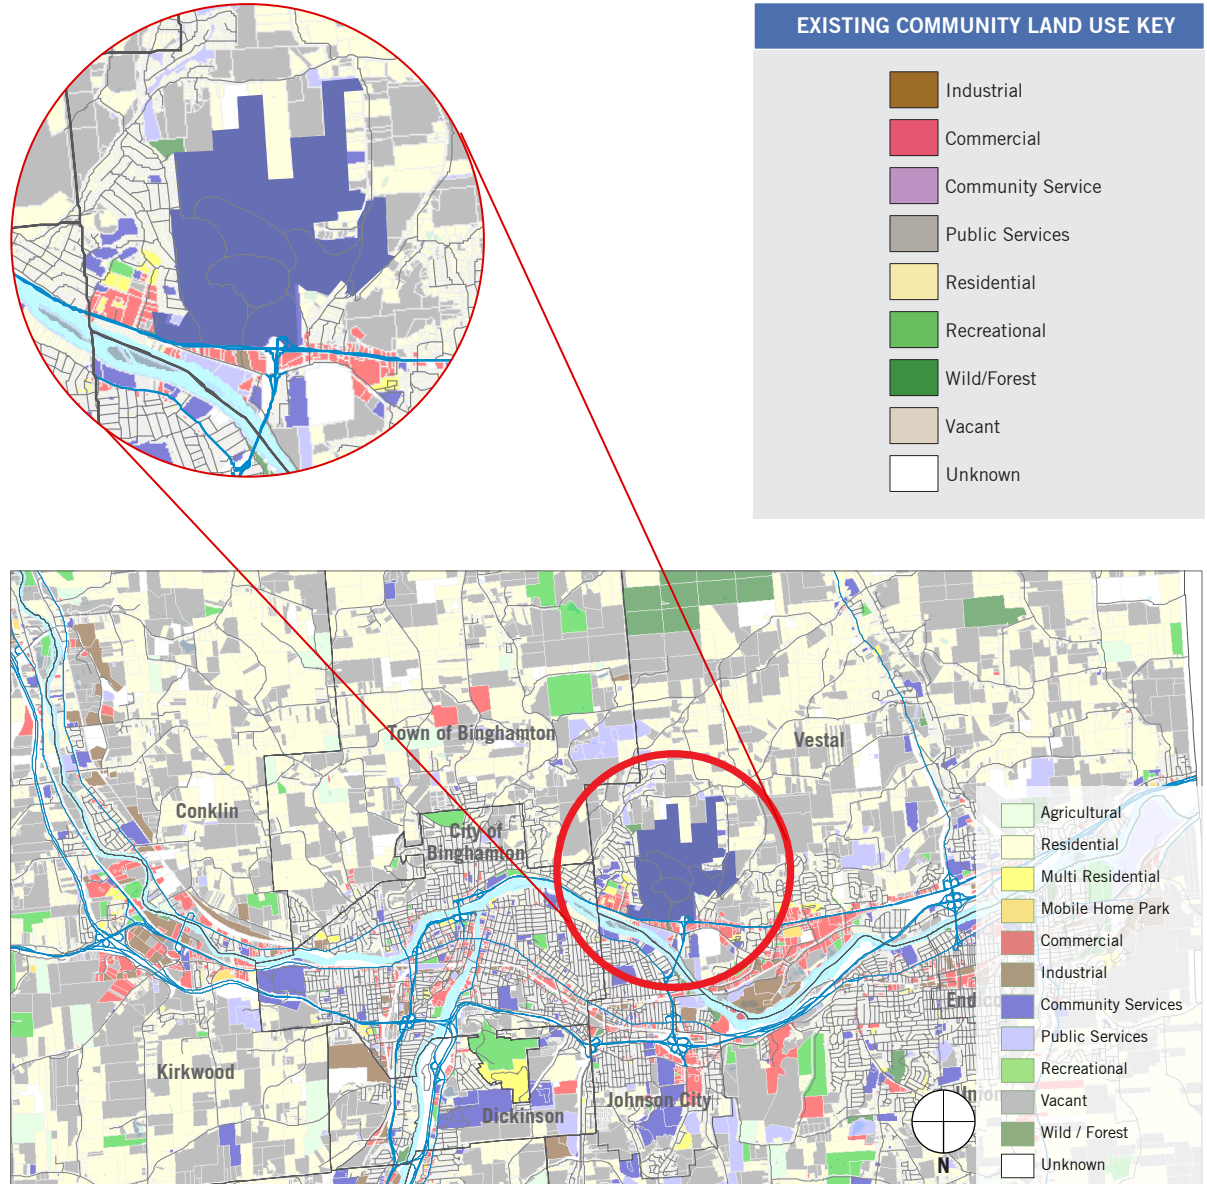 EXISTING COMMUNITY LAND USE KEY
Industrial
Commercial
Community Service
Public Services
Residential
Recreational
Wild/Forest
Vacant
Unknown
Town of Binghamton
Vestal
Conklin
City of
Binghamton
Kirkwood
Dickinson
Johnson City
Union
N
Agricultural
Residential
Multi Residential
Mobile Home Park
Commercial
Industrial
Community Services
Public Services
Recreational
Vacant
Wild / Forest
Unknown